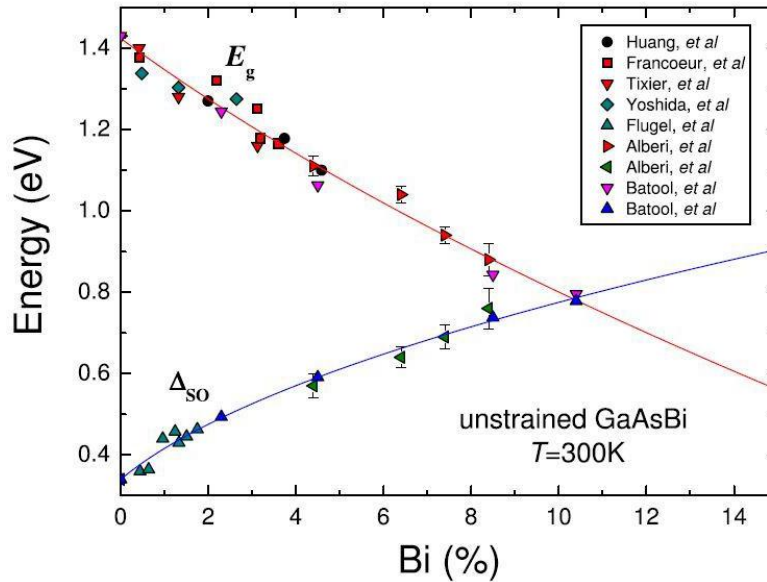 Energy (eV)
1.4
1.2
1.0
0.8
0.6
0.4
E_g
Δ_SO
Huang, et al
Francoeur, et al
Tixier, et al
Yoshida, et al
Flugel, et al
Alberi, et al
Alberi, et al
Batool, et al
Batool, et al
unstrained GaAsBi
T=300K
0 2 4 6 8 10 12 14
Bi (%)